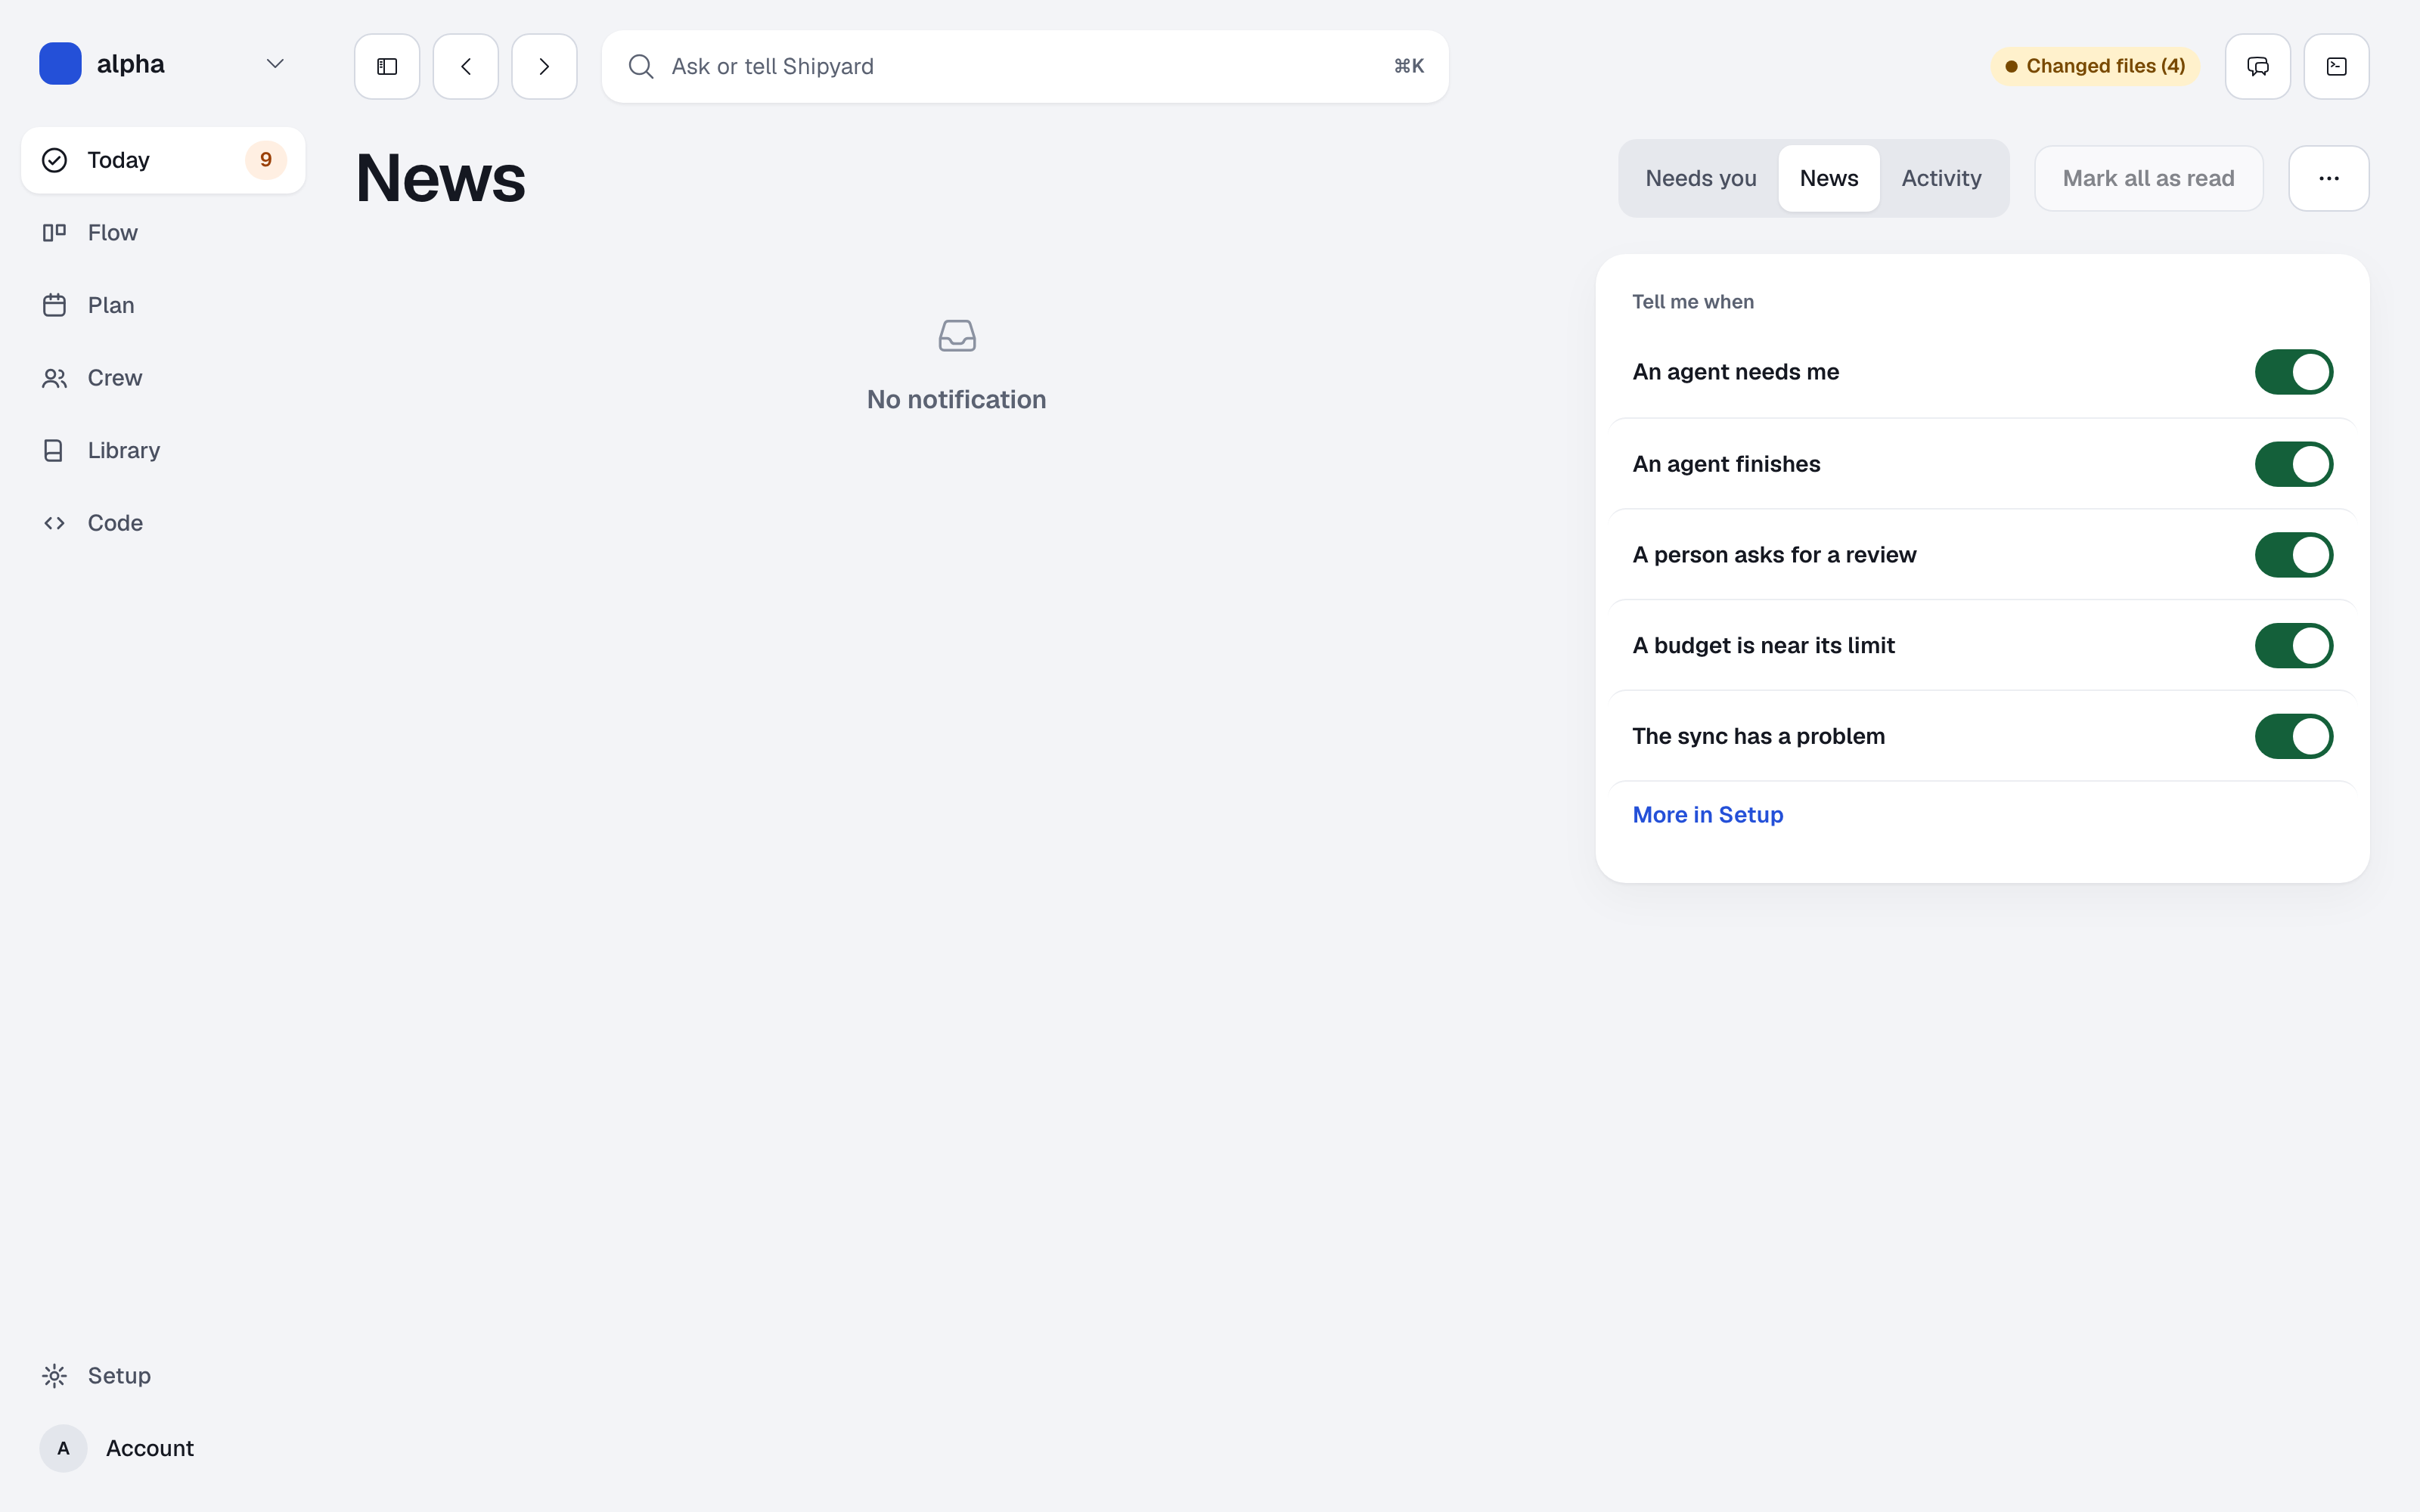 alpha
Ask or tell Shipyard
⌘K
Changed files (4)
Today
9
Flow
Plan
Crew
Library
Code
Setup
A
Account
News
Needs you
News
Activity
Mark all as read
No notification
Tell me when
An agent needs me
An agent finishes
A person asks for a review
A budget is near its limit
The sync has a problem
More in Setup